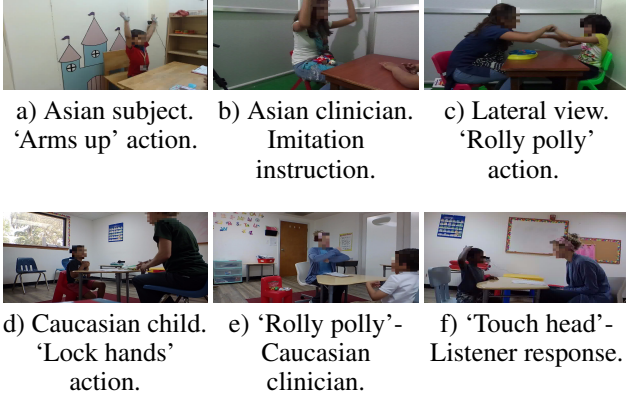 a) Asian subject.
‘Arms up’ action.
b) Asian clinician.
Imitation
instruction.
c) Lateral view.
‘Rolly polly’
action.
d) Caucasian child.
‘Lock hands’
action.
e) ‘Rolly polly’-
Caucasian
clinician.
f) ‘Touch head’-
Listener response.